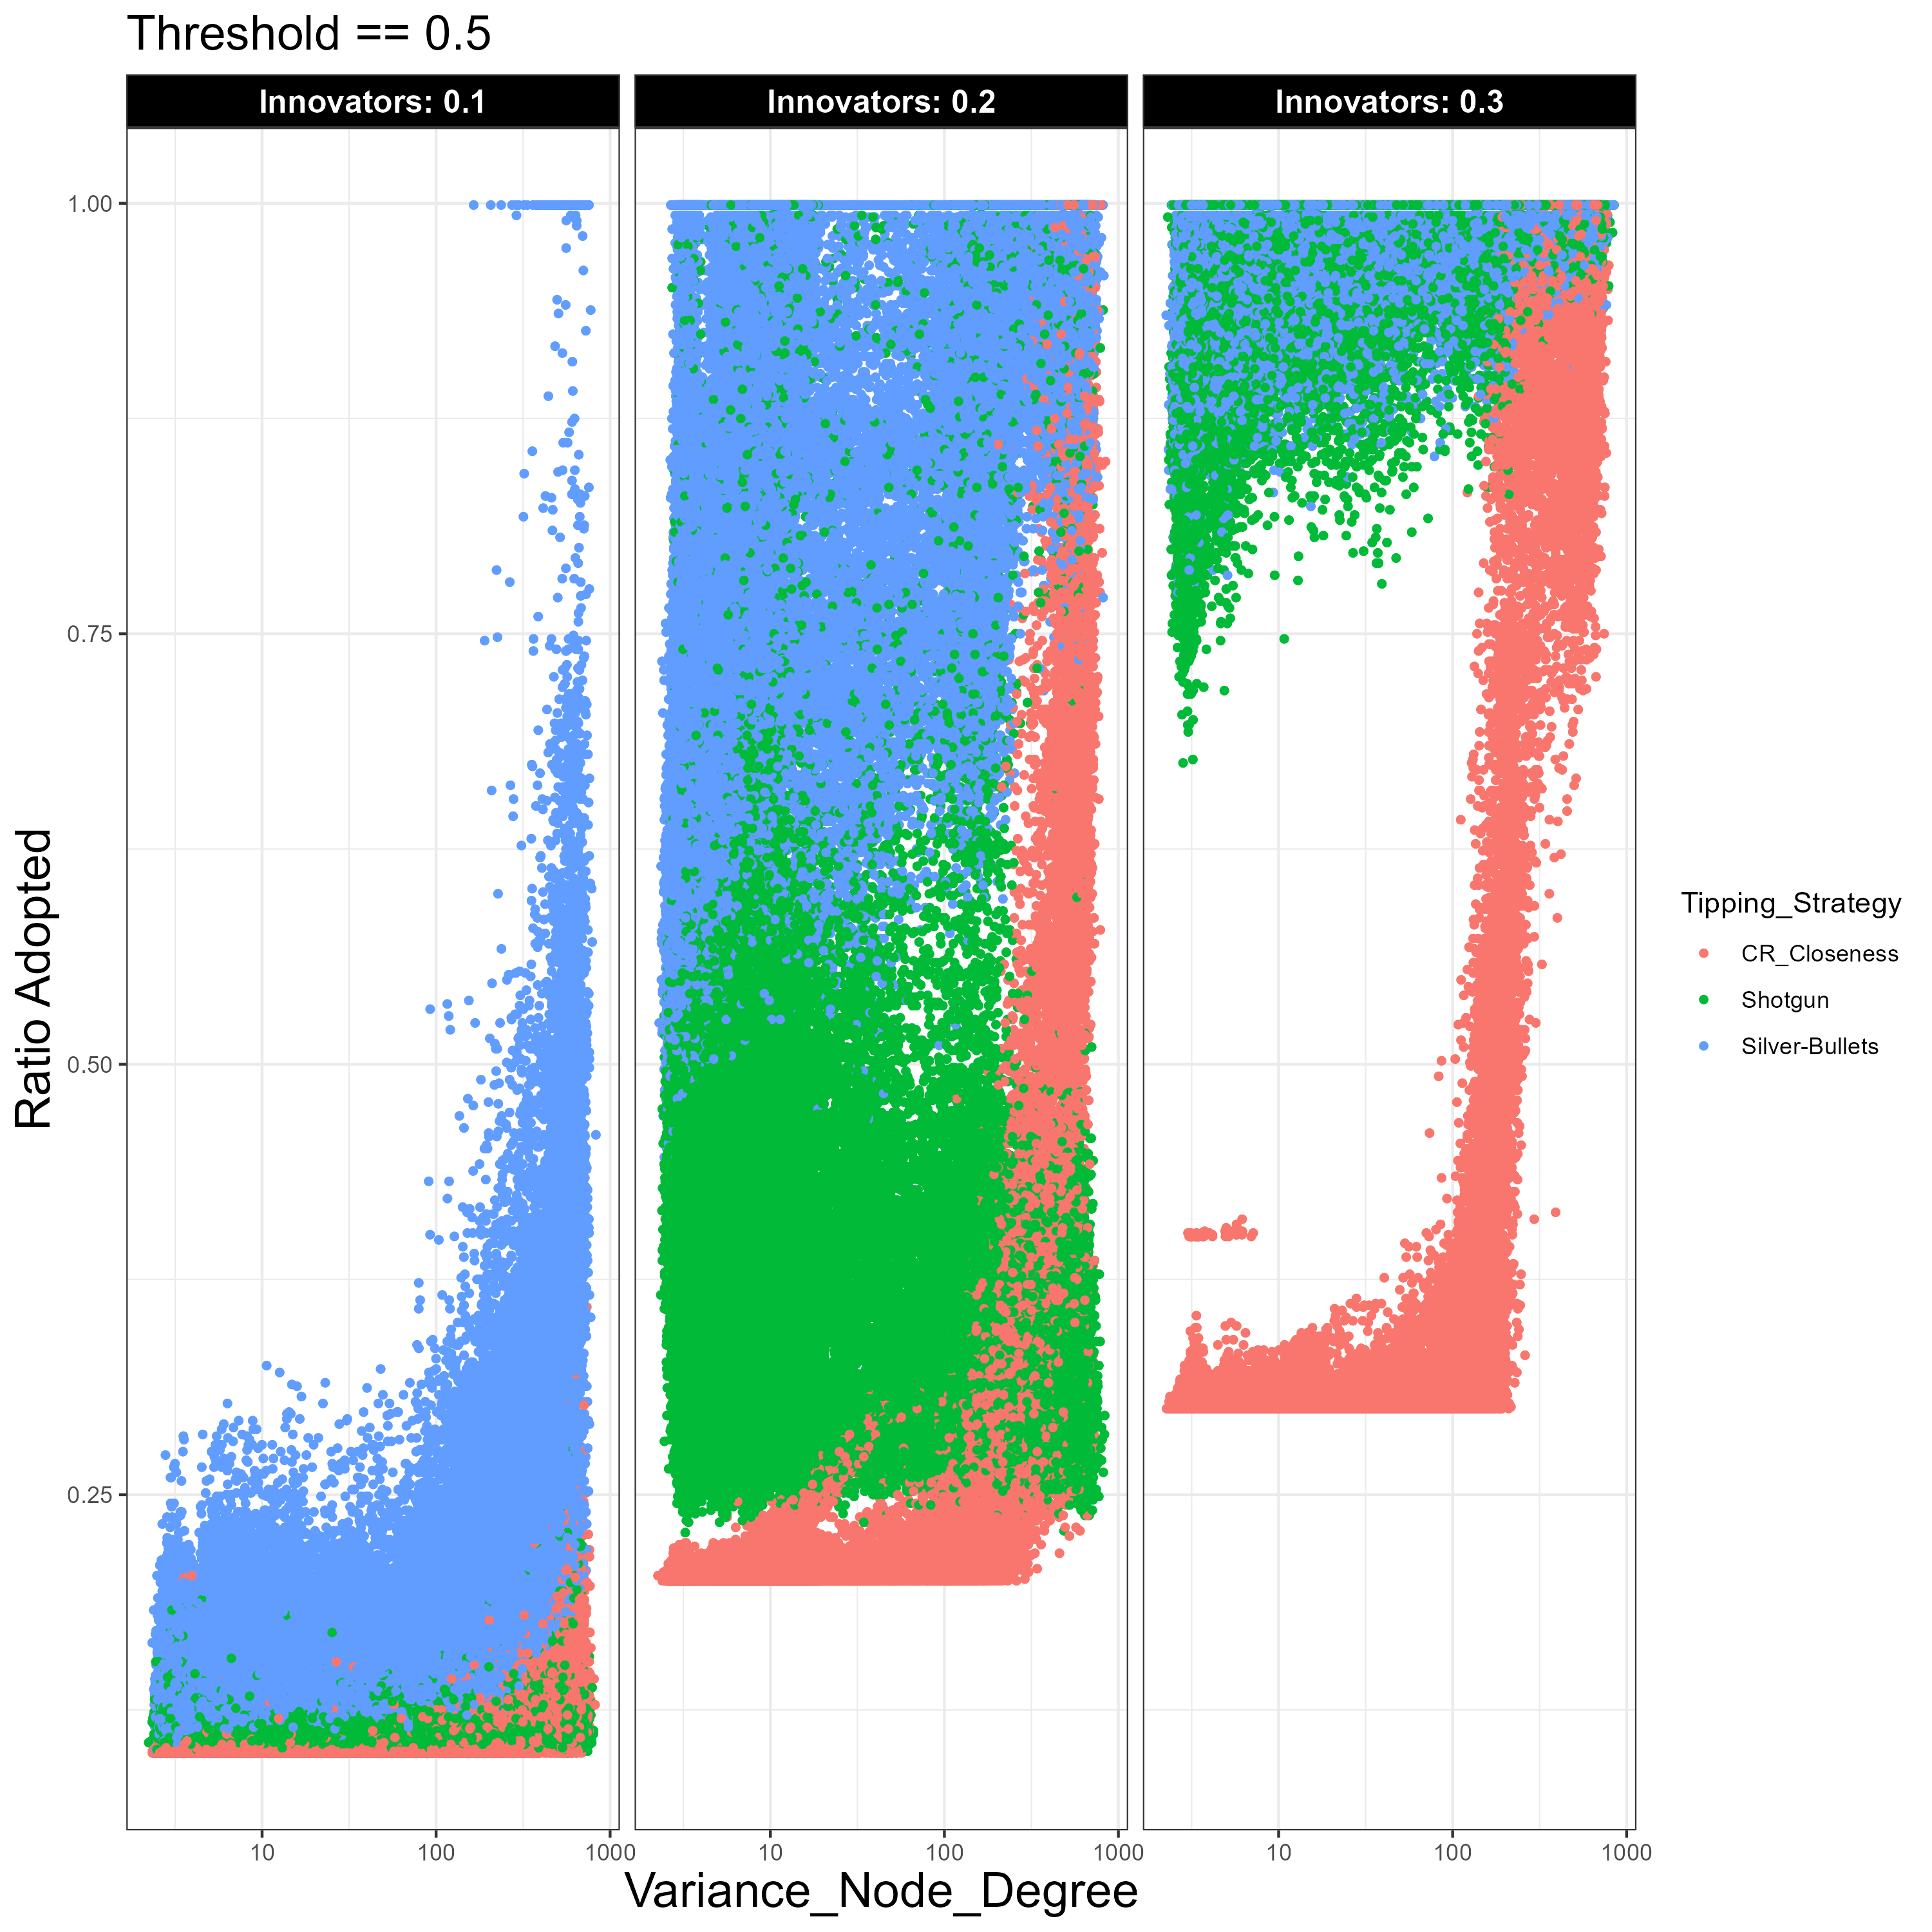 Threshold == 0.5
Innovators: 0.1
Innovators: 0.2
Innovators: 0.3
1.00
0.75
0.50
0.25
Ratio Adopted
10
100
1000
10
100
1000
10
100
1000
Variance_Node_Degree
Tipping_Strategy
CR_Closeness
Shotgun
Silver-Bullets